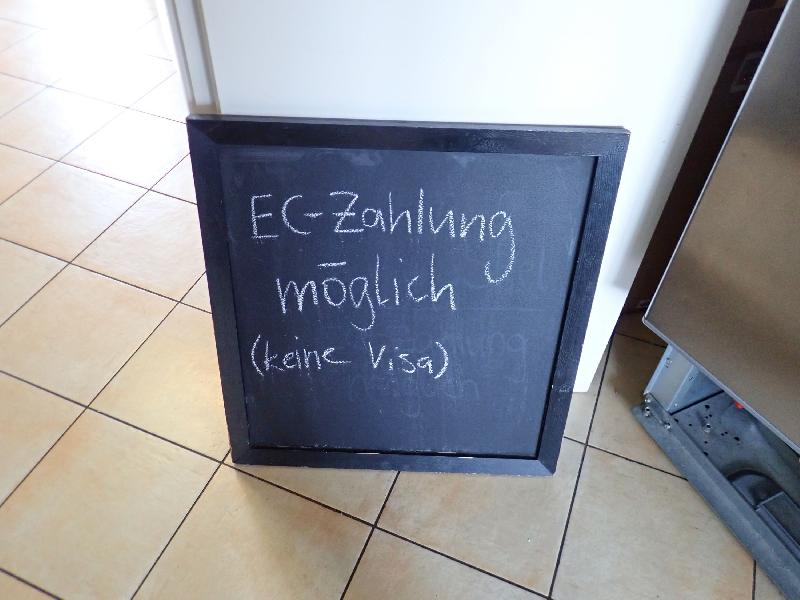 EC-Zahlung
möglich
(keine Visa)